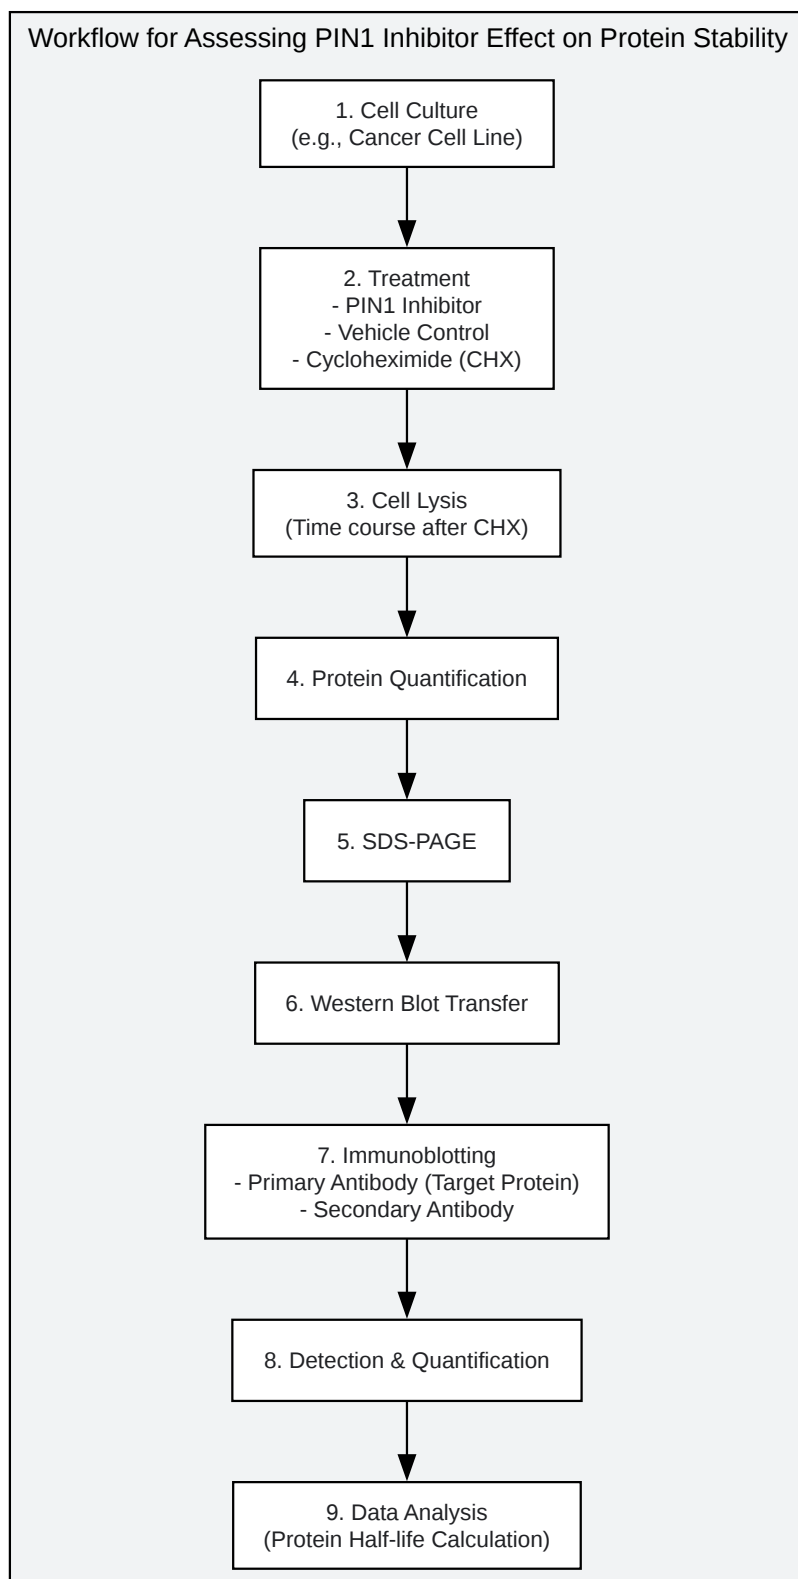 Workflow for Assessing PIN1 Inhibitor Effect on Protein Stability
1. Cell Culture
(e.g., Cancer Cell Line)
2. Treatment
- PIN1 Inhibitor
- Vehicle Control
- Cycloheximide (CHX)
3. Cell Lysis
(Time course after CHX)
4. Protein Quantification
5. SDS-PAGE
6. Western Blot Transfer
7. Immunoblotting
- Primary Antibody (Target Protein)
- Secondary Antibody
8. Detection & Quantification
9. Data Analysis
(Protein Half-life Calculation)